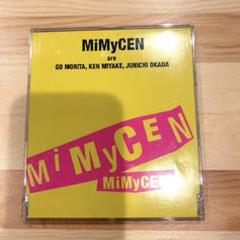 MiMyCEN
are
GO MORITA, KEN MIYAKE, JUNICHI OKADA
MiMyCEN
MiMyCEN